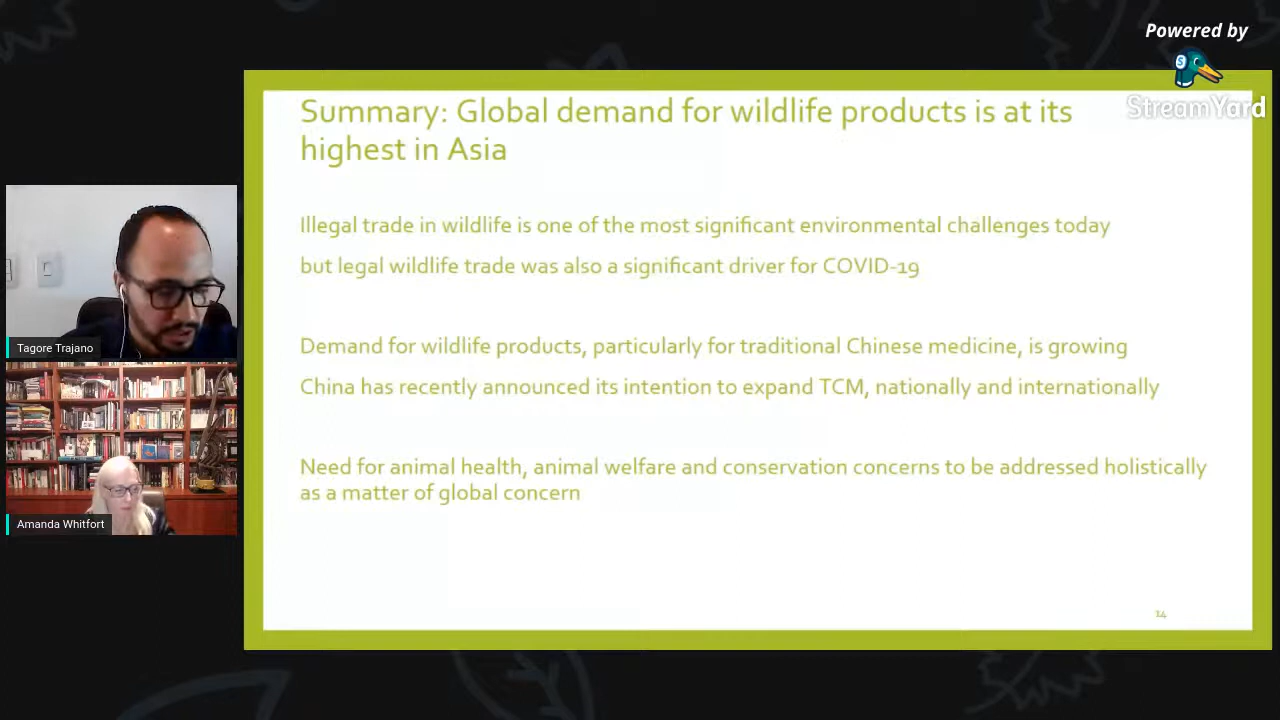 Powered by
StreamYard
Summary: Global demand for wildlife products is at its
highest in Asia
Illegal trade in wildlife is one of the most significant environmental challenges today
but legal wildlife trade was also a significant driver for COVID-19
Demand for wildlife products, particularly for traditional Chinese medicine, is growing
China has recently announced its intention to expand TCM, nationally and internationally
Need for animal health, animal welfare and conservation concerns to be addressed holistically
as a matter of global concern
14
Tagore Trajano
Amanda Whitfort